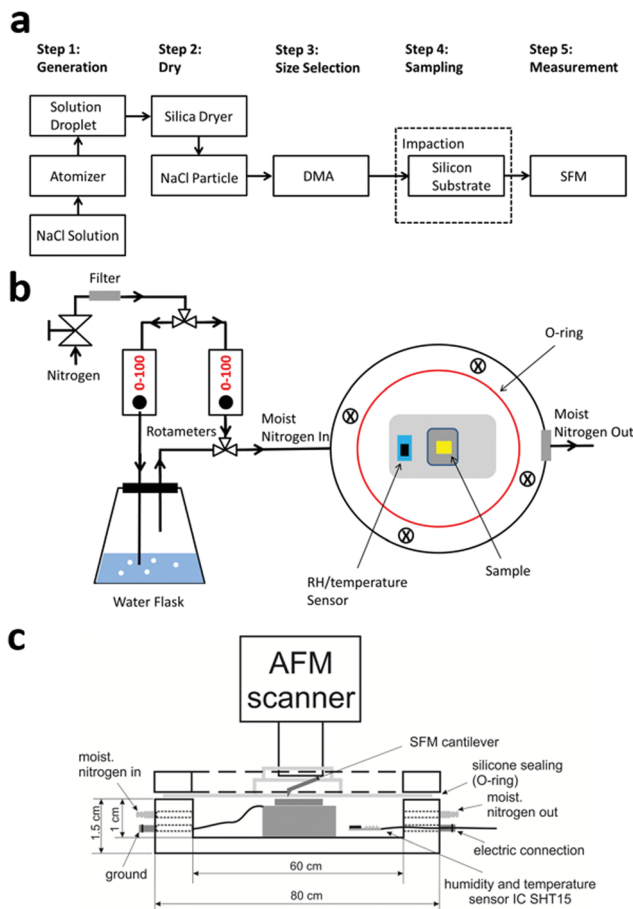 a
Step 1:
Generation
Step 2:
Dry
Step 3:
Size Selection
Step 4:
Sampling
Step 5:
Measurement
Solution
Droplet
Silica Dryer
Impaction
Atomizer
NaCl Particle
DMA
Silicon
Substrate
SFM
NaCl Solution
b
Filter
Nitrogen
0-100
0-100
Rotameters
Moist
Nitrogen In
O-ring
Moist
Nitrogen Out
Water Flask
RH/temperature
Sensor
Sample
c
AFM
scanner
SFM cantilever
moist.
nitrogen in
silicone sealing
(O-ring)
moist.
nitrogen out
1.5 cm
1 cm
ground
electric connection
60 cm
humidity and temperature
sensor IC SHT15
80 cm